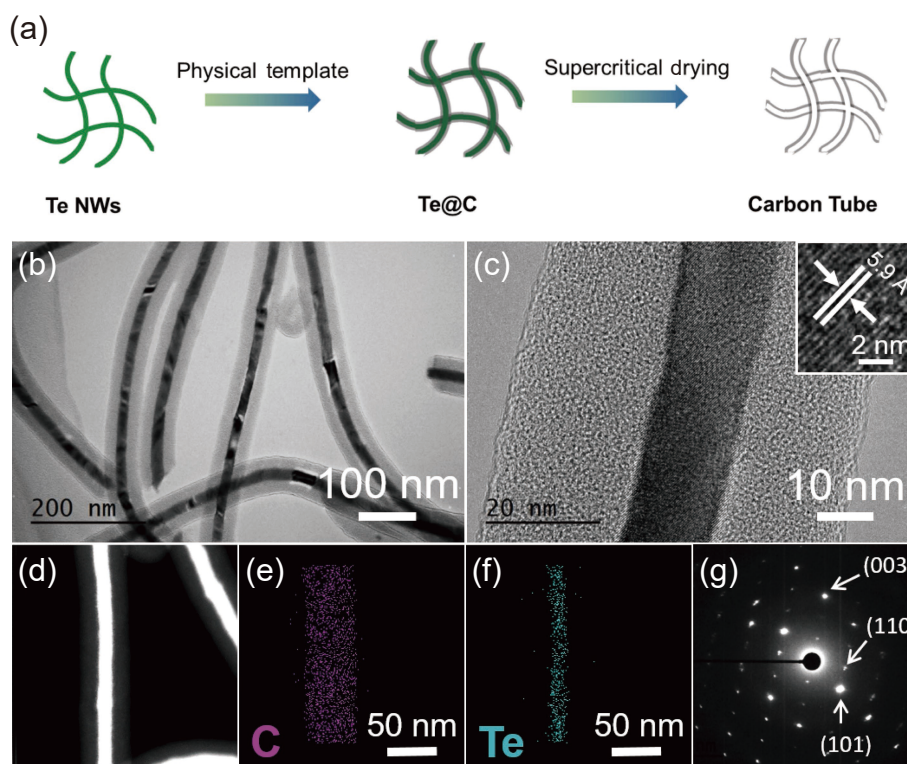 (a)
Physical template
Supercritical drying
Te NWs
Te@C
Carbon Tube
(b)
200 nm
100 nm
(c)
5.9 Å
2 nm
20 nm
10 nm
(d)
(e)
C
50 nm
(f)
Te
50 nm
(g)
(003
(110
(101)